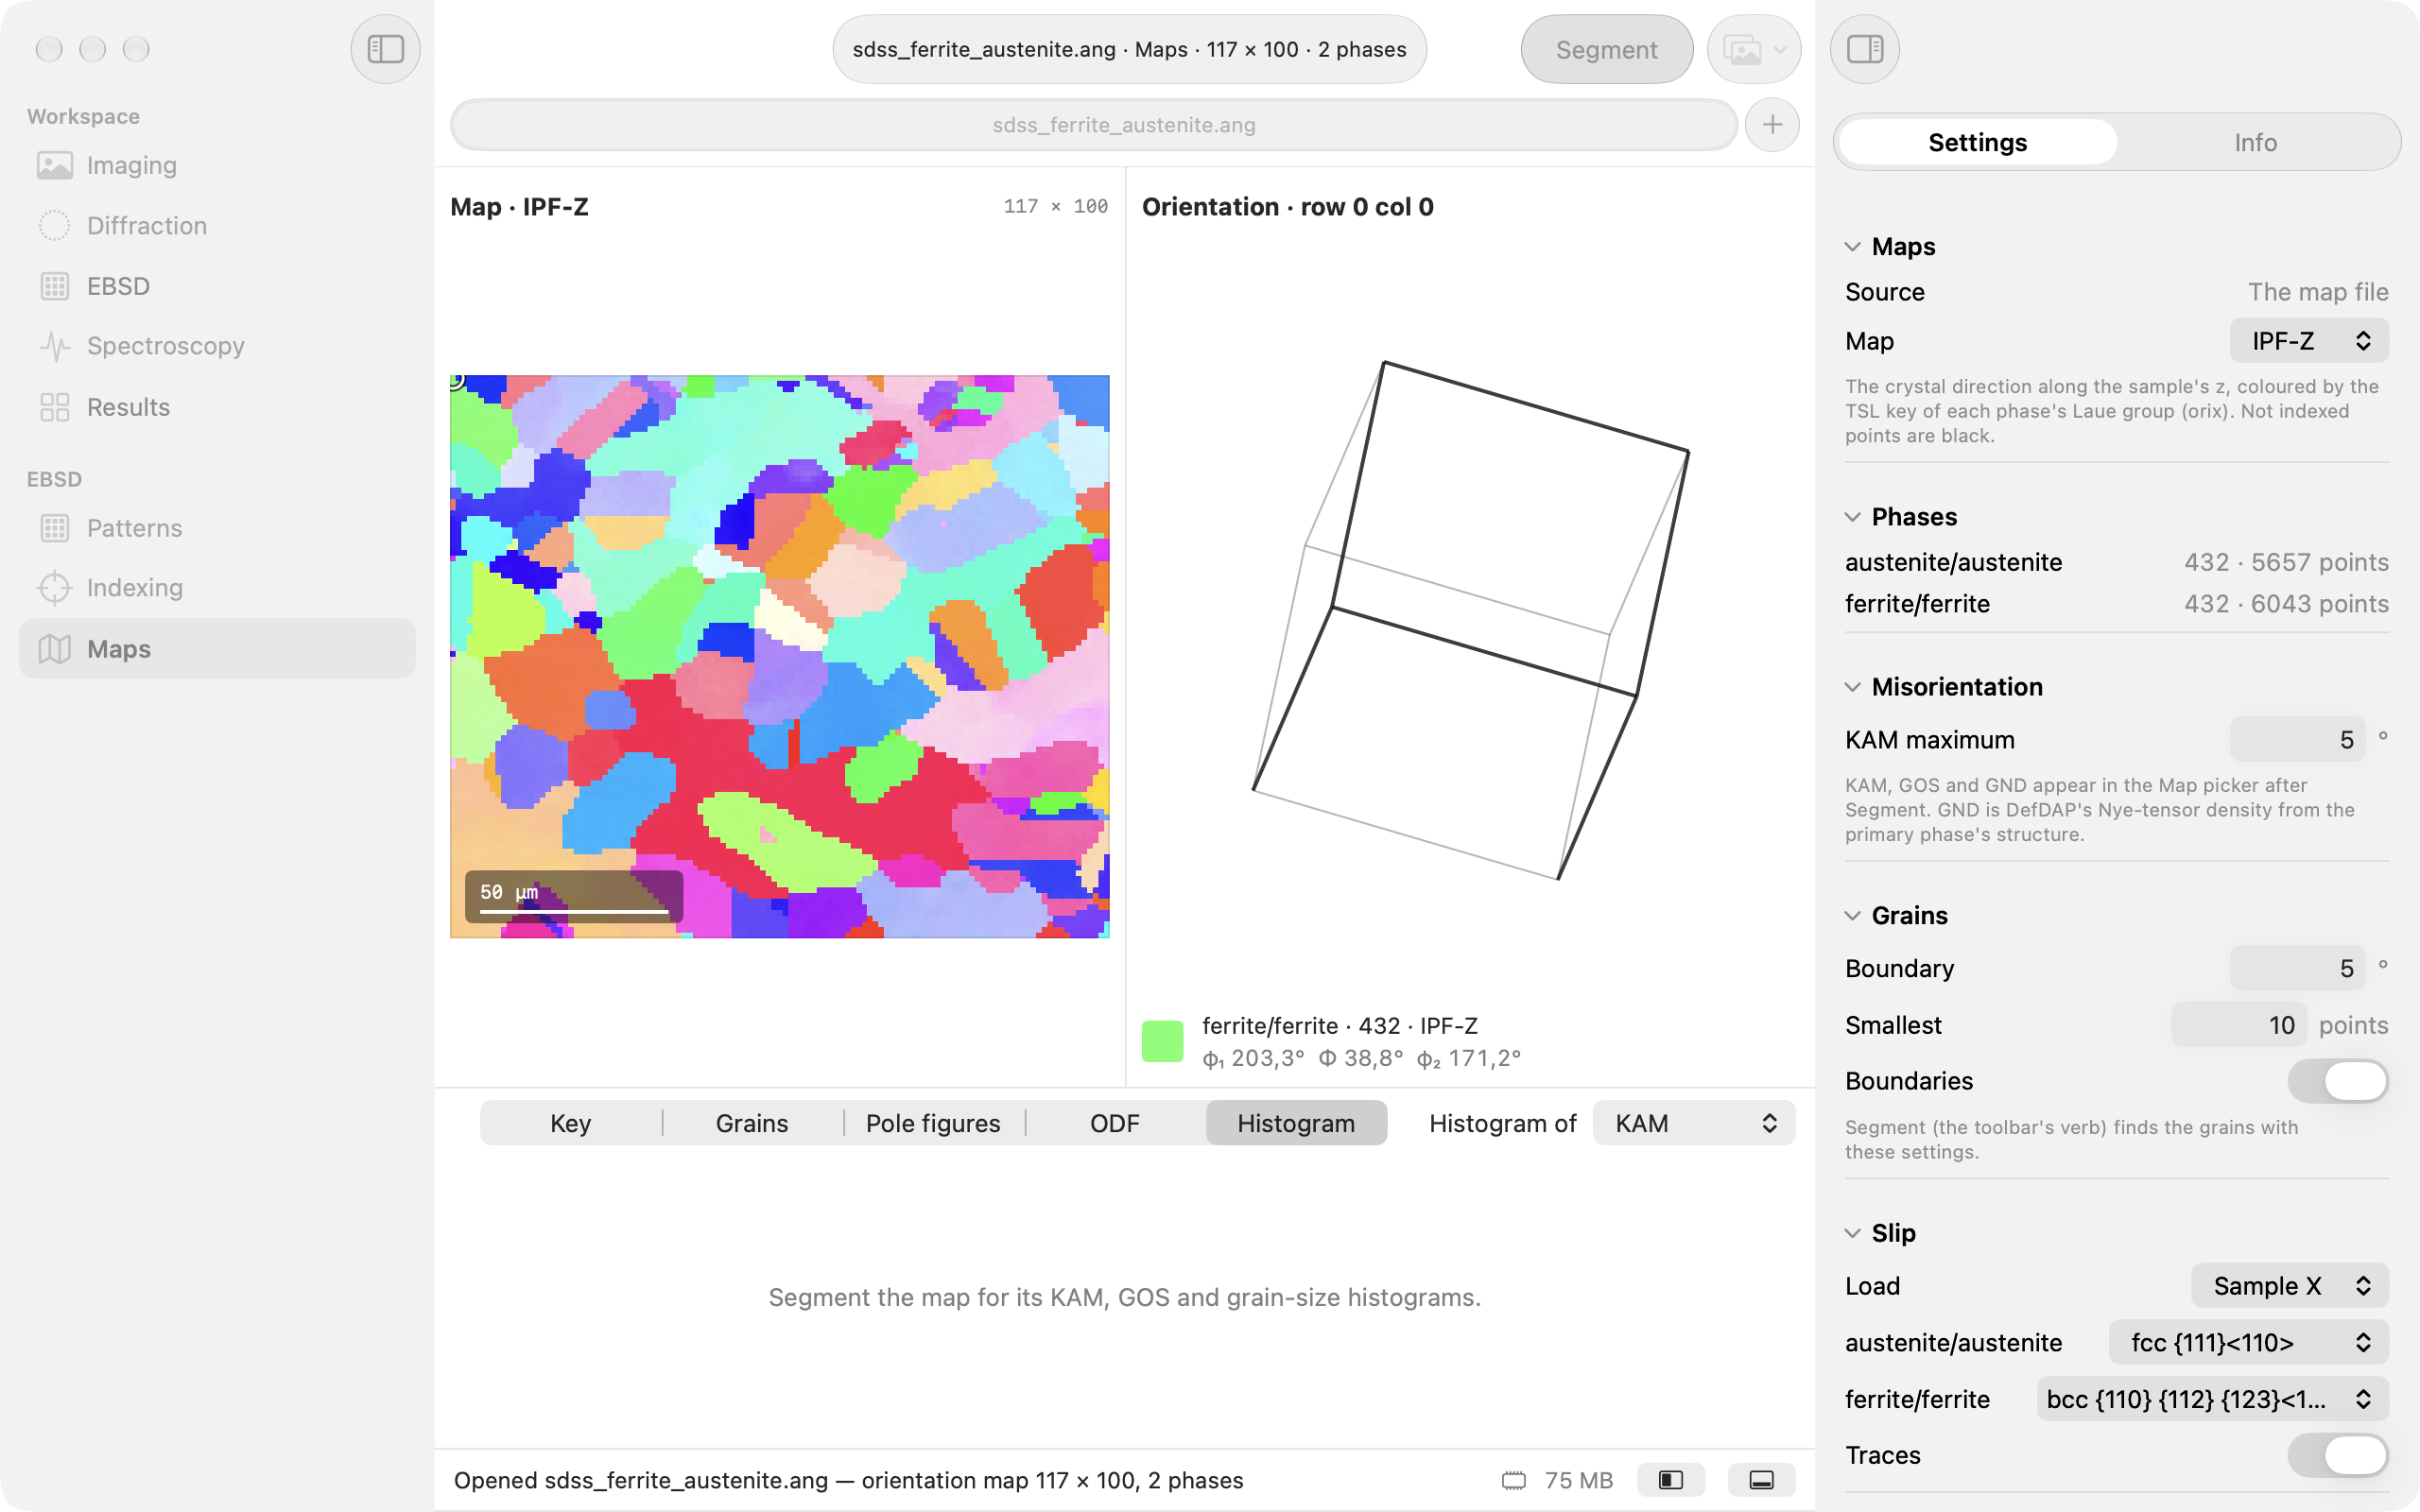 Workspace
Imaging
Diffraction
EBSD
Spectroscopy
Results
EBSD
Patterns
Indexing
Maps
sdss_ferrite_austenite.ang · Maps · 117 × 100 · 2 phases
Segment
sdss_ferrite_austenite.ang
Map · IPF-Z
117 × 100
50 µm
Orientation · row 0 col 0
ferrite/ferrite · 432 · IPF-Z
ϕ₁ 203,3° Φ 38,8° ϕ₂ 171,2°
Key
Grains
Pole figures
ODF
Histogram
Histogram of
KAM
Segment the map for its KAM, GOS and grain-size histograms.
Opened sdss_ferrite_austenite.ang — orientation map 117 × 100, 2 phases
75 MB
Settings
Info
Maps
Source The map file
Map IPF-Z
The crystal direction along the sample's z, coloured by the
TSL key of each phase's Laue group (orix). Not indexed
points are black.
Phases
austenite/austenite 432 · 5657 points
ferrite/ferrite 432 · 6043 points
Misorientation
KAM maximum 5 °
KAM, GOS and GND appear in the Map picker after
Segment. GND is DefDAP's Nye-tensor density from the
primary phase's structure.
Grains
Boundary 5 °
Smallest 10 points
Boundaries
Segment (the toolbar's verb) finds the grains with
these settings.
Slip
Load Sample X
austenite/austenite fcc {111}<110>
ferrite/ferrite bcc {110} {112} {123}<1...
Traces